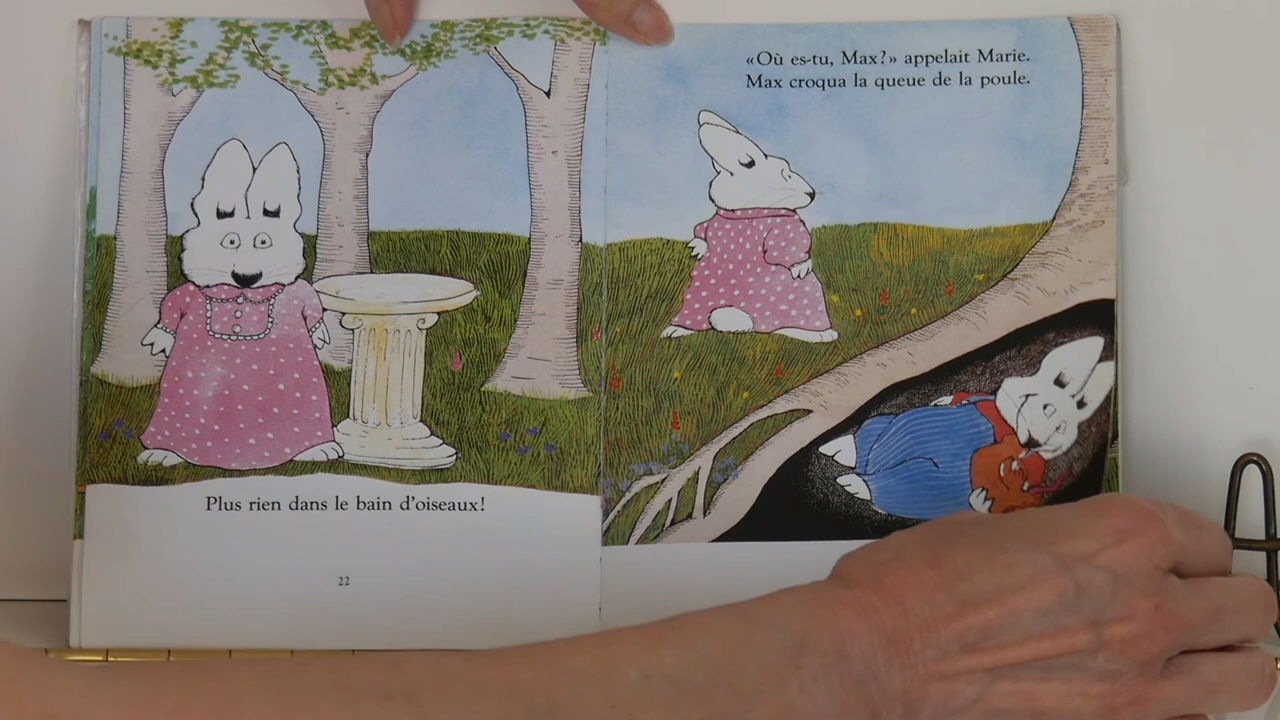 Plus rien dans le bain d'oiseaux!
22
«Où es-tu, Max?» appelait Marie.
Max croqua la queue de la poule.